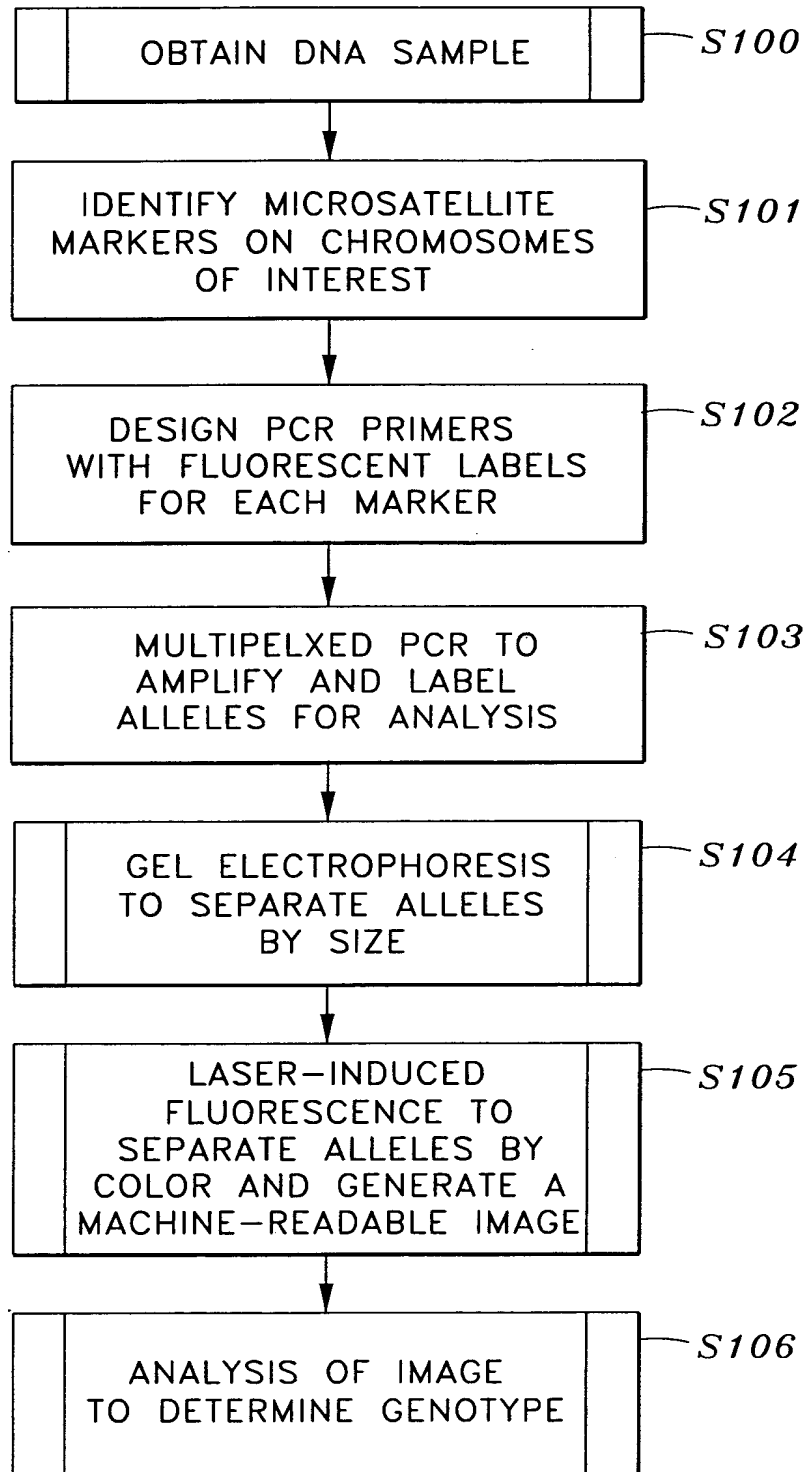 OBTAIN DNA SAMPLE
S100
IDENTIFY MICROSATELLITE
MARKERS ON CHROMOSOMES
OF INTEREST
S101
DESIGN PCR PRIMERS
WITH FLUORESCENT LABELS
FOR EACH MARKER
S102
MULTIPELXED PCR TO
AMPLIFY AND LABEL
ALLELES FOR ANALYSIS
S103
GEL ELECTROPHORESIS
TO SEPARATE ALLELES
BY SIZE
S104
LASER-INDUCED
FLUORESCENCE TO
SEPARATE ALLELES BY
COLOR AND GENERATE A
MACHINE-READABLE IMAGE
S105
ANALYSIS OF IMAGE
TO DETERMINE GENOTYPE
S106